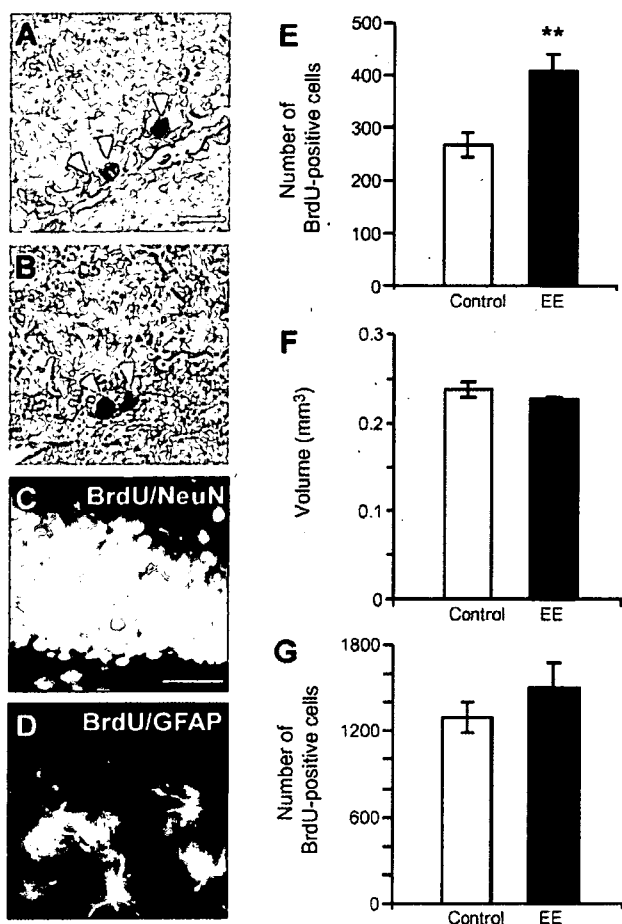 A
B
C BrdU/NeuN
D BrdU/GFAP
E
**
Number of
BrdU-positive cells
500
400
300
200
100
0
Control EE
F
Volume (mm³)
0.3
0.2
0.1
0
Control EE
G
Number of
BrdU-positive cells
1800
1200
600
0
Control EE